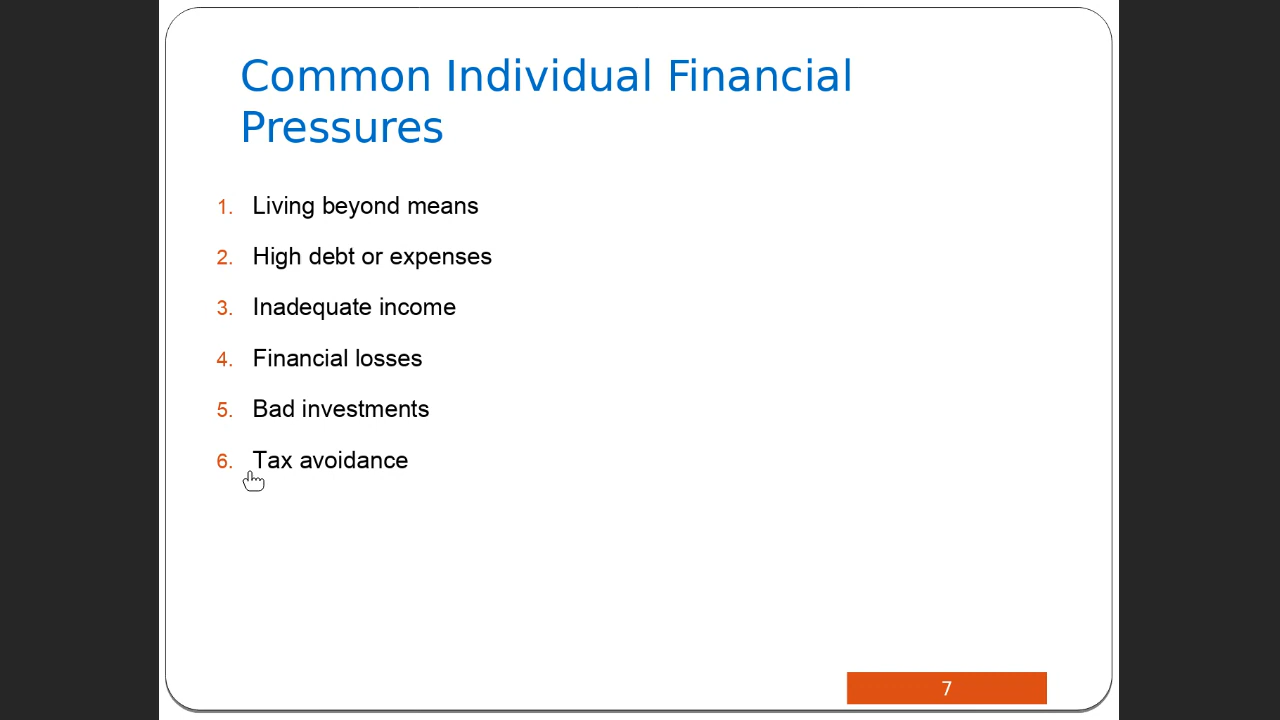 Common Individual Financial
Pressures
1. Living beyond means
2. High debt or expenses
3. Inadequate income
4. Financial losses
5. Bad investments
6. Tax avoidance
7